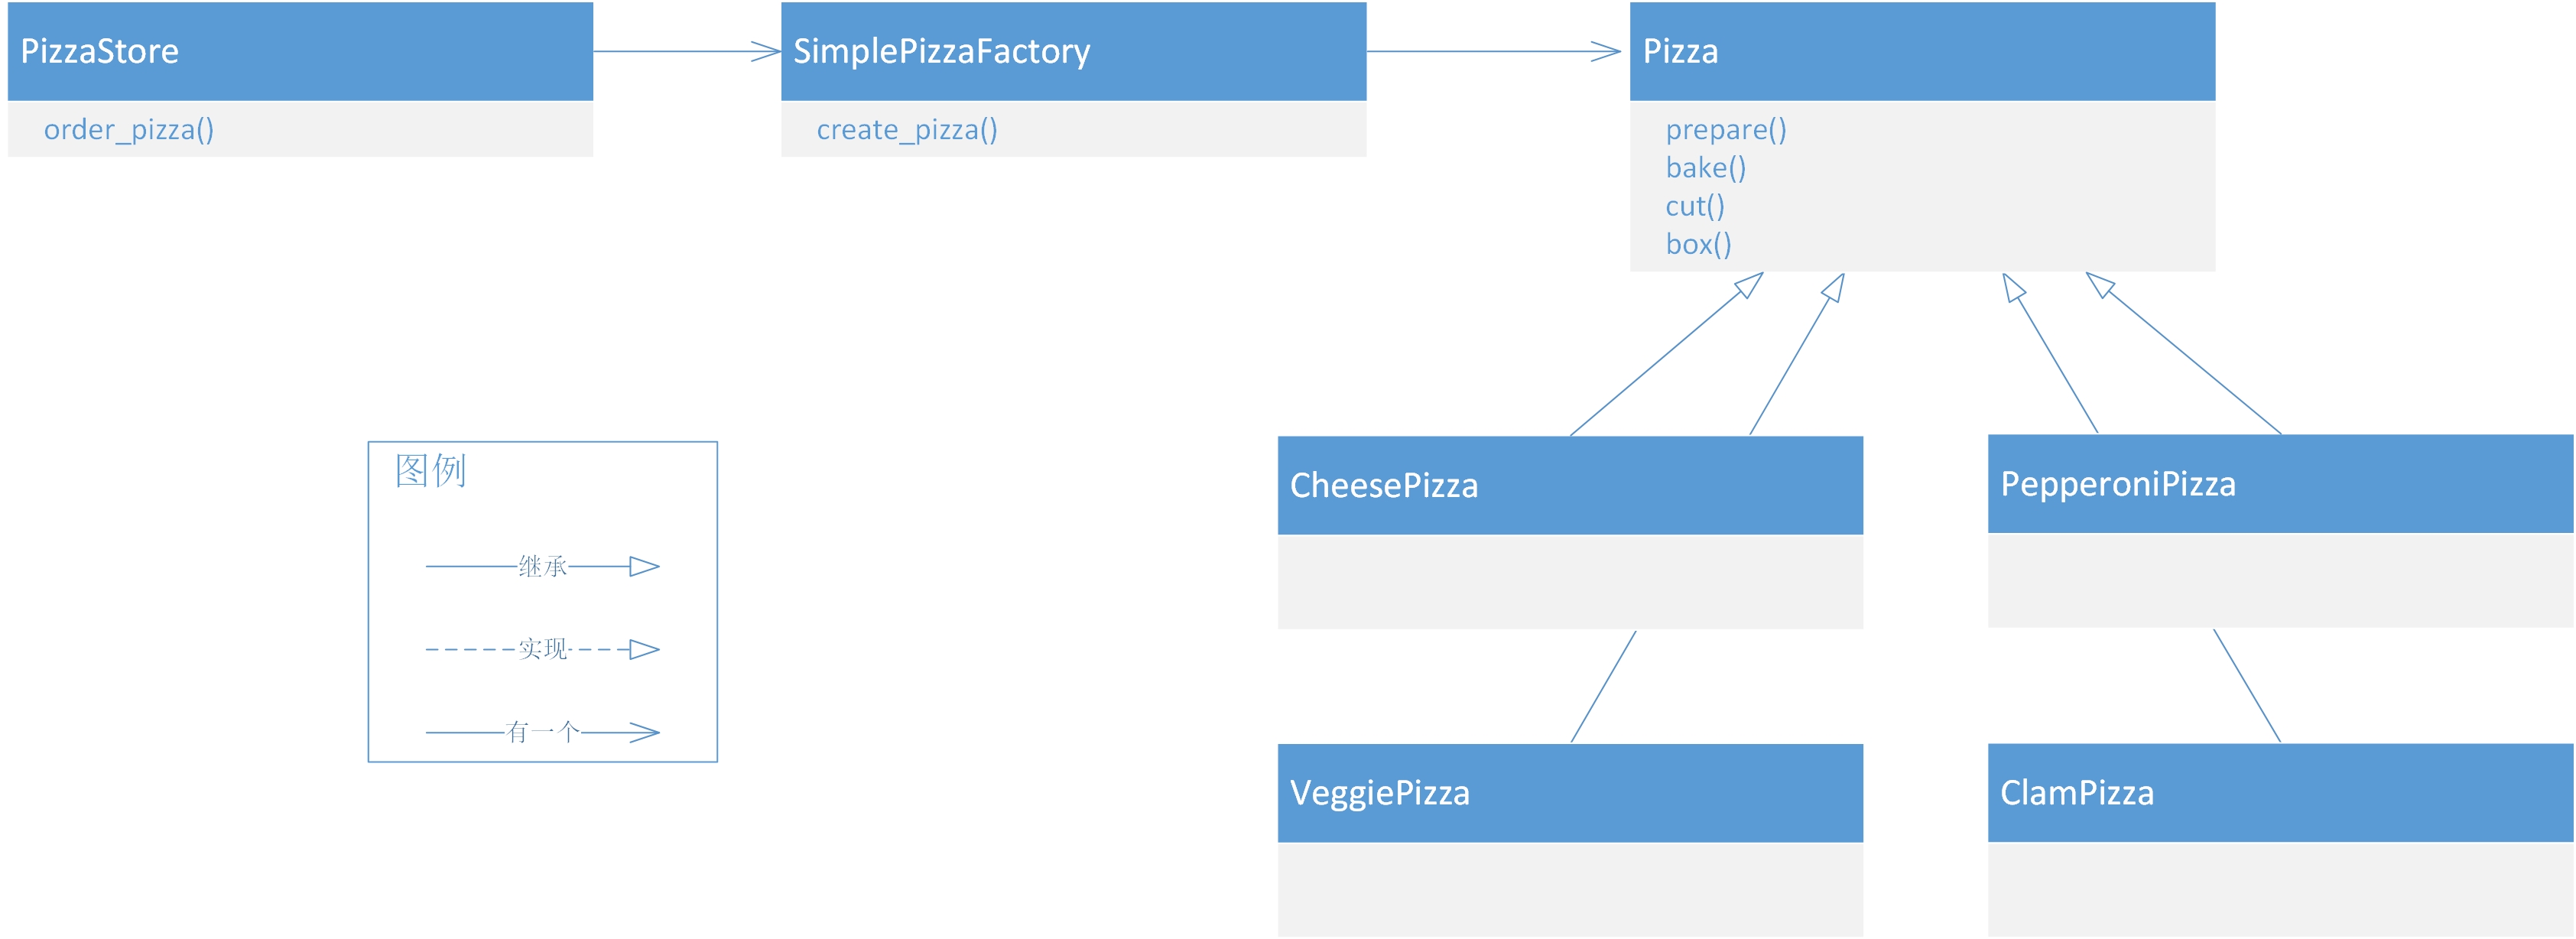 PizzaStore
order_pizza()
SimplePizzaFactory
create_pizza()
Pizza
prepare()
bake()
cut()
box()
图例
继承
实现
有一个
CheesePizza
PepperoniPizza
VeggiePizza
ClamPizza